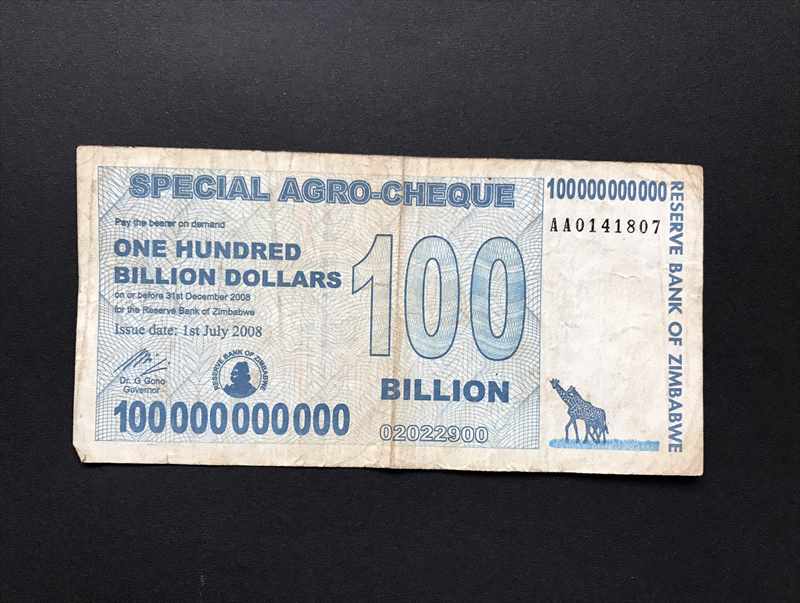 SPECIAL AGRO-CHEQUE
100000000000
AA0141807
Pay the bearer on demand
ONE HUNDRED
BILLION DOLLARS
on or before 31st December 2008
for the Reserve Bank of Zimbabwe
Issue date: 1st July 2008
100
BILLION
Dr. G Gono
Governor
RESERVE BANK OF ZIMBABWE
100000000000
02022900
RESERVE BANK OF ZIMBABWE